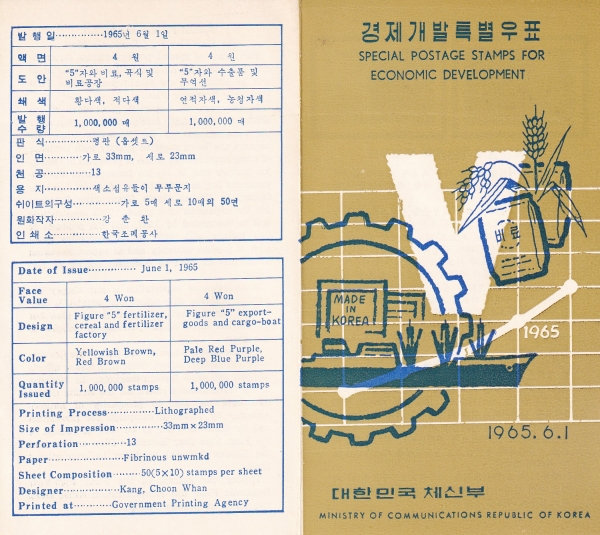 발행일··············1965년 6월 1일
액면 4 원 4 원
도안 "5"자와 비료, 곡식 및 비료공장 "5"자와 수출품 및 무역선
쇄색 황다색, 적다색 연적자색, 농청자색
발행수량 1,000,000 매 1,000,000 매
판식··············평판 (옵셋트)
인면··········가로 33mm, 세로 23mm
천공··············13
용지··········색소섬유들이 무투문지
쉬이트의구성··········가로 5매 세로 10매의 50면
원화작자··········강춘환
인쇄소··········한국조폐공사
Date of Issue·············· June 1, 1965
Face Value 4 Won 4 Won
Design Figure "5" fertilizer, cereal and fertilizer factory Figure "5" export-goods and cargo-boat
Color Yellowish Brown, Red Brown Pale Red Purple, Deep Blue Purple
Quantity Issued 1,000,000 stamps 1,000,000 stamps
Printing Process·············Lithographed
Size of Impression··············33mm×23mm
Perforation·············13
Paper·····················Fibrinous unwmkd
Sheet Composition·········50(5×10) stamps per sheet
Designer················Kang, Choon Whan
Printed at············Government Printing Agency
경제개발특별우표
SPECIAL POSTAGE STAMPS FOR
ECONOMIC DEVELOPMENT
비료
MADE
IN
KOREA
1965
1965. 6. 1
대한민국 체신부
MINISTRY OF COMMUNICATIONS REPUBLIC OF KOREA